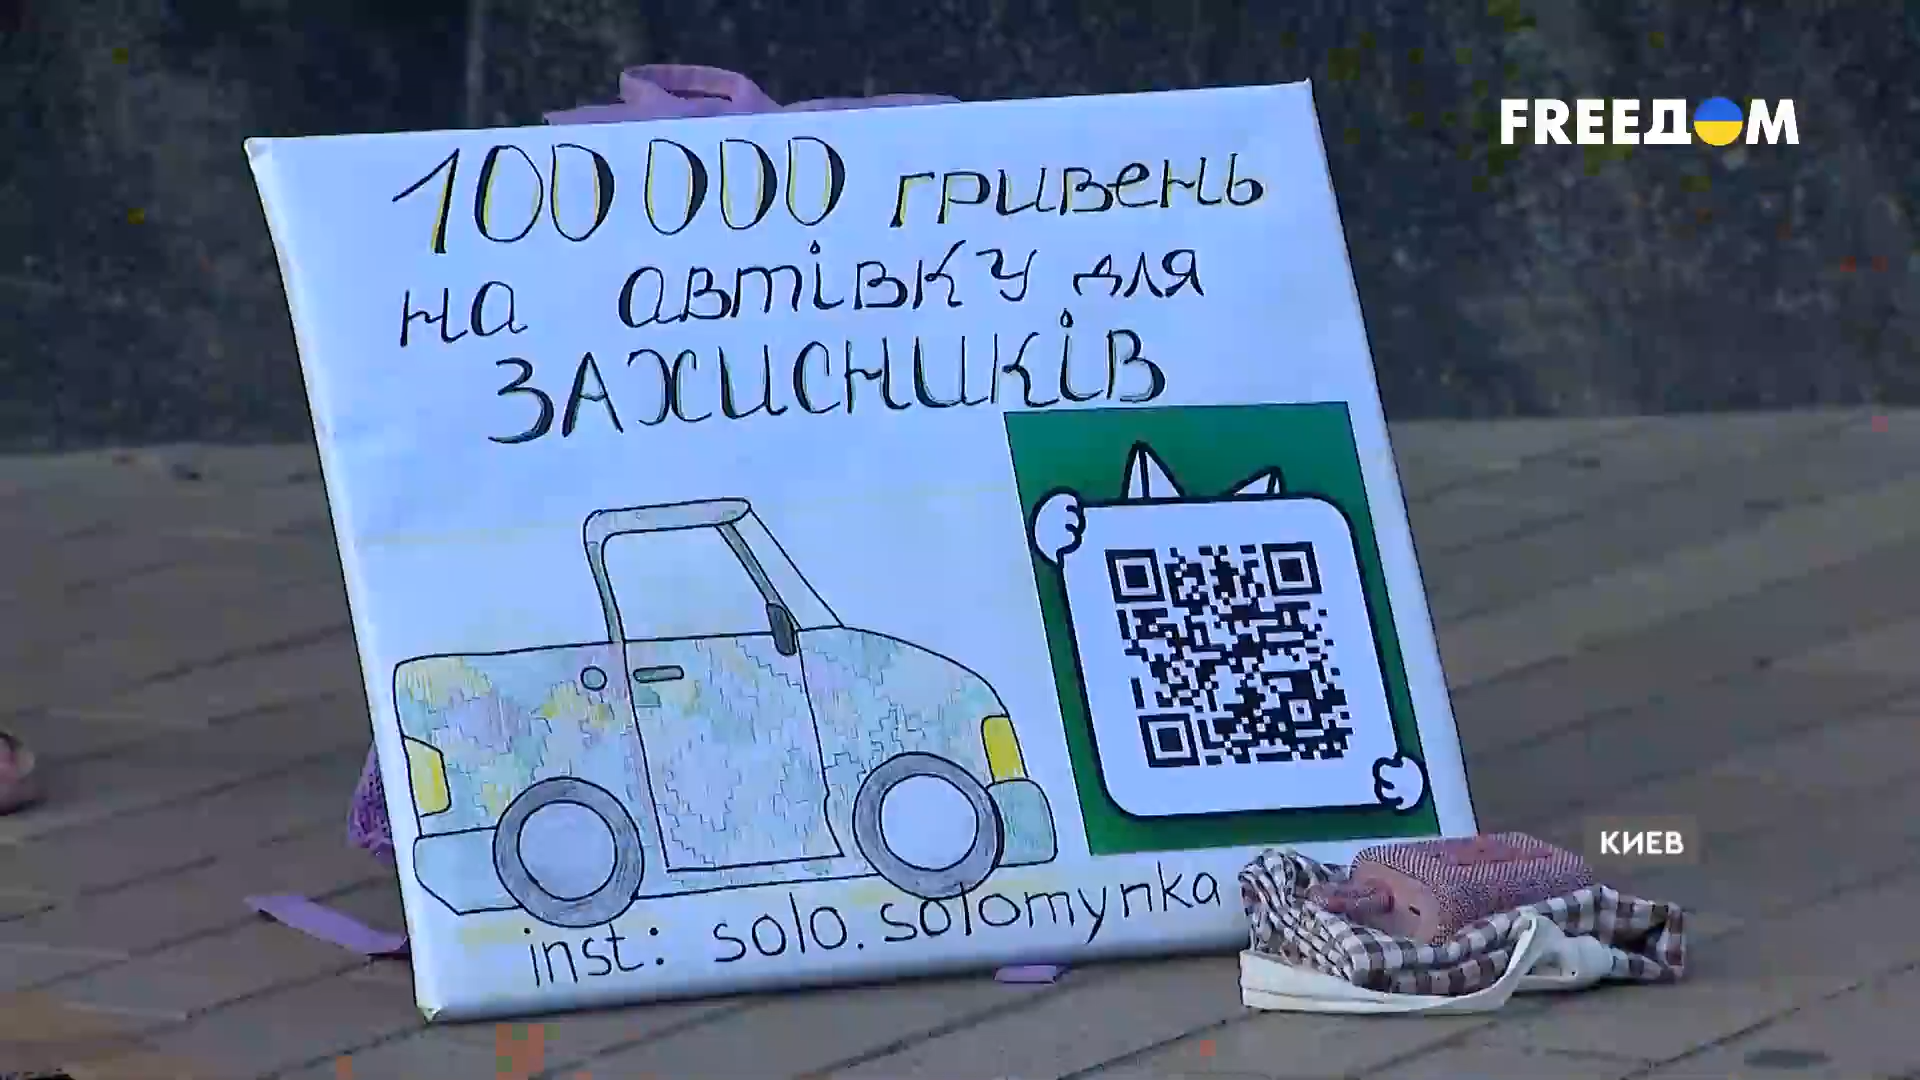 FREEДОМ
100 000 гривень
на автівку для
ЗАХИСНИКІВ
КИЕВ
inst: solo.solomynka